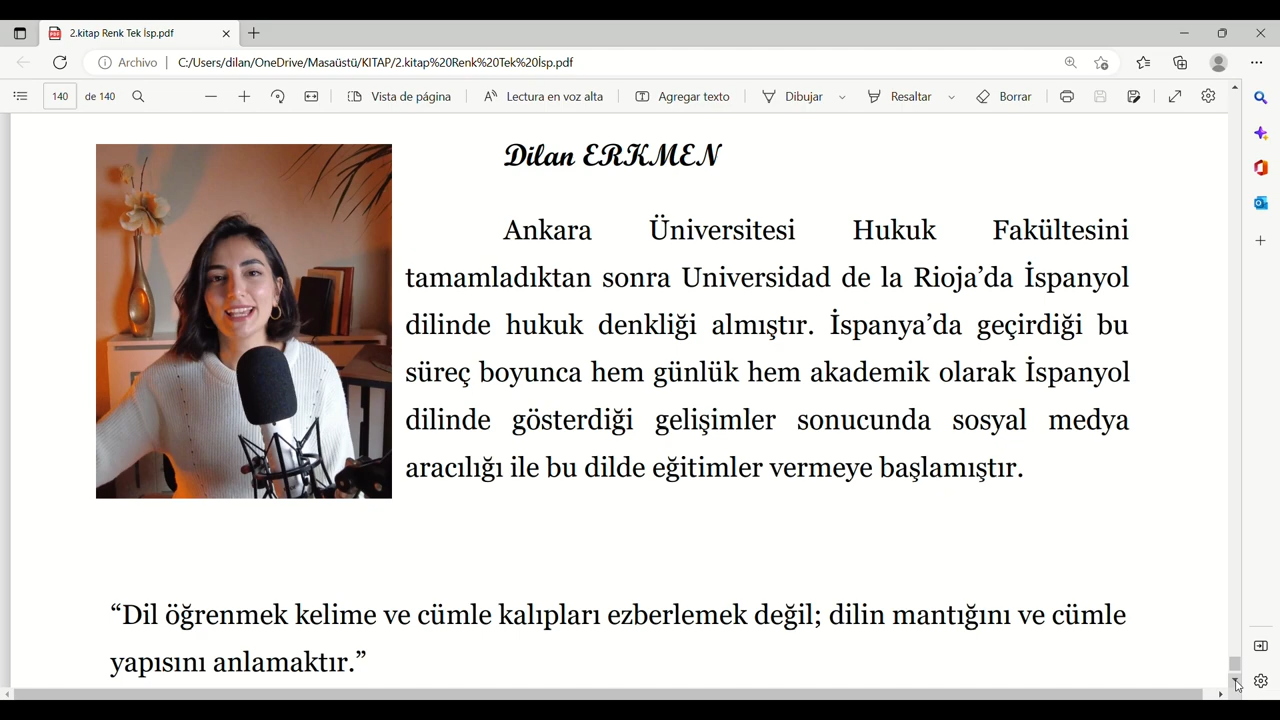 2.kitap Renk Tek İsp.pdf
Archivo | C:/Users/dilan/OneDrive/Masaüstü/KITAP/2.kitap%20Renk%20Tek%20İsp.pdf
140 de 140 Vista de página Lectura en voz alta Agregar texto Dibujar Resaltar Borrar
Dilan ERKMEN
Ankara Üniversitesi Hukuk Fakültesini
tamamladıktan sonra Universidad de la Rioja’da İspanyol
dilinde hukuk denkliği almıştır. İspanya’da geçirdiği bu
süreç boyunca hem günlük hem akademik olarak İspanyol
dilinde gösterdiği gelişimler sonucunda sosyal medya
aracılığı ile bu dilde eğitimler vermeye başlamıştır.
“Dil öğrenmek kelime ve cümle kalıpları ezberlemek değil; dilin mantığını ve cümle
yapısını anlamaktır.”